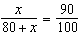 x/(80 + x) = 90/100